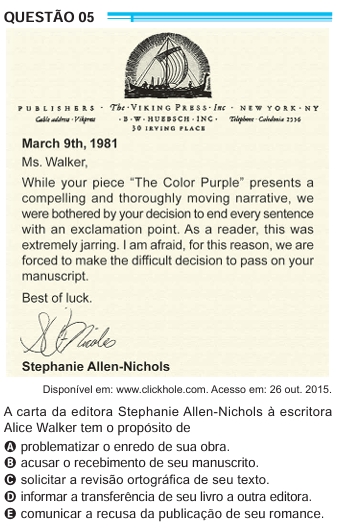 QUESTÃO 05
PUBLISHERS · The · VIKING PRESS · Inc · NEW YORK · NY
Cable address · Vikpress · B · W · HUEBSCH · INC · Telephone · Caledonia 2336
30 IRVING PLACE
March 9th, 1981
Ms. Walker,
While your piece “The Color Purple” presents a
compelling and thoroughly moving narrative, we
were bothered by your decision to end every sentence
with an exclamation point. As a reader, this was
extremely jarring. I am afraid, for this reason, we are
forced to make the difficult decision to pass on your
manuscript.
Best of luck.
Stephanie Allen-Nichols
Disponível em: www.clickhole.com. Acesso em: 26 out. 2015.
A carta da editora Stephanie Allen-Nichols à escritora
Alice Walker tem o propósito de
A problematizar o enredo de sua obra.
B acusar o recebimento de seu manuscrito.
C solicitar a revisão ortográfica de seu texto.
D informar a transferência de seu livro a outra editora.
E comunicar a recusa da publicação de seu romance.